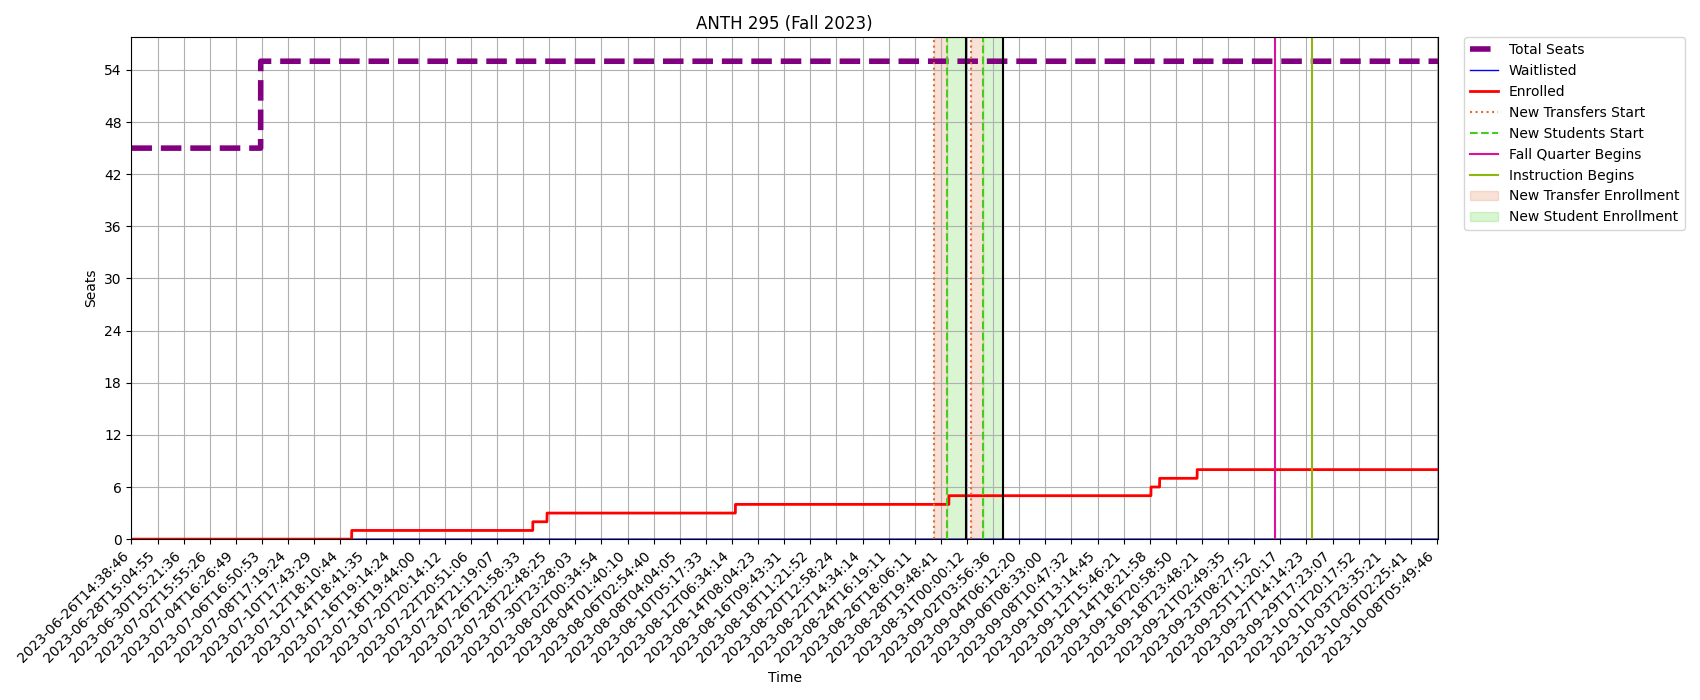 ANTH 295 (Fall 2023)
Total Seats
Waitlisted
Enrolled
New Transfers Start
New Students Start
Fall Quarter Begins
Instruction Begins
New Transfer Enrollment
New Student Enrollment
Seats
54
48
42
36
30
24
18
12
6
0
2023-06-26T14:38:46
2023-06-28T15:04:55
2023-06-30T15:21:36
2023-07-02T15:55:26
2023-07-04T16:26:49
2023-07-06T16:50:53
2023-07-08T17:19:24
2023-07-10T17:43:29
2023-07-12T18:10:44
2023-07-14T18:41:35
2023-07-16T19:14:24
2023-07-18T19:44:00
2023-07-20T20:14:12
2023-07-22T20:51:06
2023-07-24T21:19:07
2023-07-26T21:58:33
2023-07-28T22:48:25
2023-07-30T23:28:03
2023-08-02T00:34:54
2023-08-04T01:40:10
2023-08-06T02:54:40
2023-08-08T04:04:05
2023-08-10T05:17:33
2023-08-12T06:34:14
2023-08-14T08:04:23
2023-08-16T09:43:31
2023-08-18T11:21:52
2023-08-20T12:58:24
2023-08-22T14:34:14
2023-08-24T16:19:11
2023-08-26T18:06:11
2023-08-28T19:48:41
2023-08-31T00:00:12
2023-09-02T03:56:36
2023-09-04T06:12:20
2023-09-06T08:33:00
2023-09-08T10:47:32
2023-09-10T13:14:45
2023-09-12T15:46:21
2023-09-14T18:21:58
2023-09-16T20:58:50
2023-09-18T23:48:21
2023-09-21T02:49:35
2023-09-23T08:27:52
2023-09-25T11:20:17
2023-09-27T14:14:23
2023-09-29T17:23:07
2023-10-01T20:17:52
2023-10-03T23:35:21
2023-10-06T02:25:41
2023-10-08T05:49:46
Time